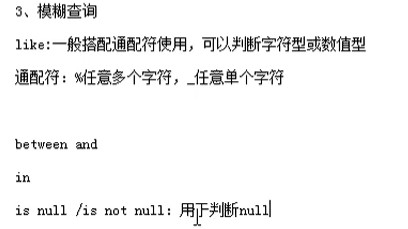 3、模糊查询
like:一般搭配通配符使用，可以判断字符型或数值型
通配符：%任意多个字符，_任意单个字符
between and
in
is null /is not null：用于判断null